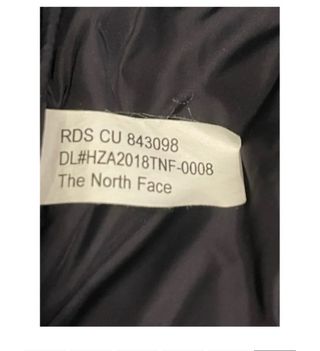 RDS CU 843098
DL#HZA2018TNF-0008
The North Face